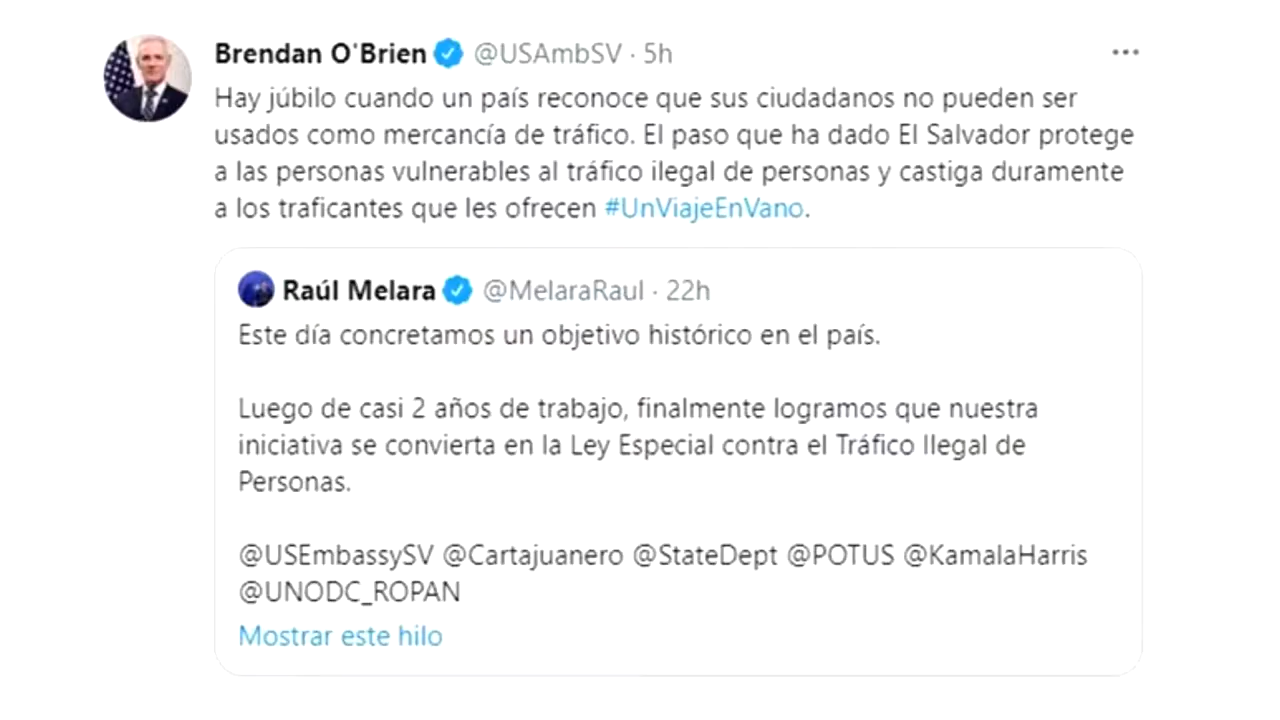 Brendan O'Brien @USAmbSV · 5h
Hay júbilo cuando un país reconoce que sus ciudadanos no pueden ser
usados como mercancía de tráfico. El paso que ha dado El Salvador protege
a las personas vulnerables al tráfico ilegal de personas y castiga duramente
a los traficantes que les ofrecen #UnViajeEnVano.
Raúl Melara @MelaraRaul · 22h
Este día concretamos un objetivo histórico en el país.
Luego de casi 2 años de trabajo, finalmente logramos que nuestra
iniciativa se convierta en la Ley Especial contra el Tráfico Ilegal de
Personas.
@USEmbassySV @Cartajuanero @StateDept @POTUS @KamalaHarris
@UNODC_ROPAN
Mostrar este hilo